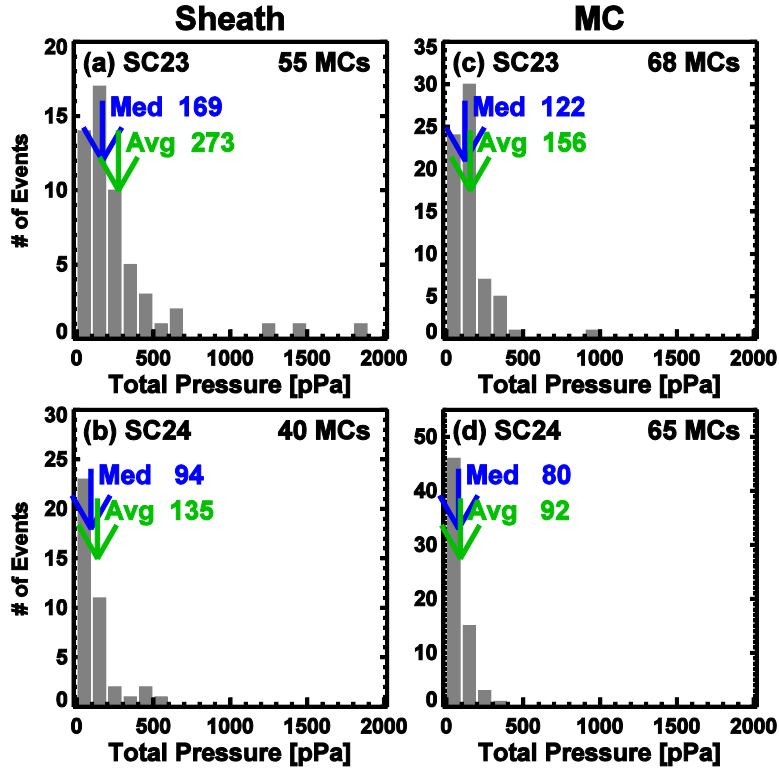 Sheath MC
(a) SC23 55 MCs
Med 169
Avg 273
# of Events
20
15
10
5
0
0 500 1000 1500 2000
Total Pressure [pPa]
(c) SC23 68 MCs
Med 122
Avg 156
35
30
25
20
15
10
5
0
0 500 1000 1500 2000
Total Pressure [pPa]
(b) SC24 40 MCs
Med 94
Avg 135
# of Events
30
25
20
15
10
5
0
0 500 1000 1500 2000
Total Pressure [pPa]
(d) SC24 65 MCs
Med 80
Avg 92
50
40
30
20
10
0
0 500 1000 1500 2000
Total Pressure [pPa]